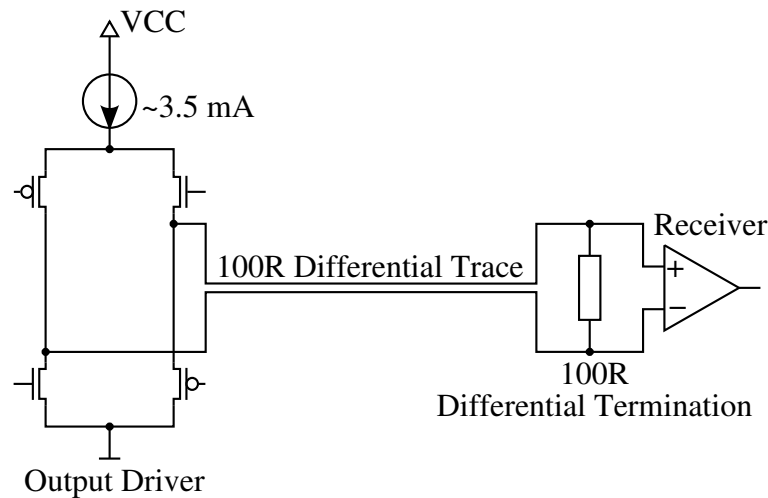 VCC
~3.5 mA
Receiver
100R Differential Trace
+
−
100R
Differential Termination
Output Driver